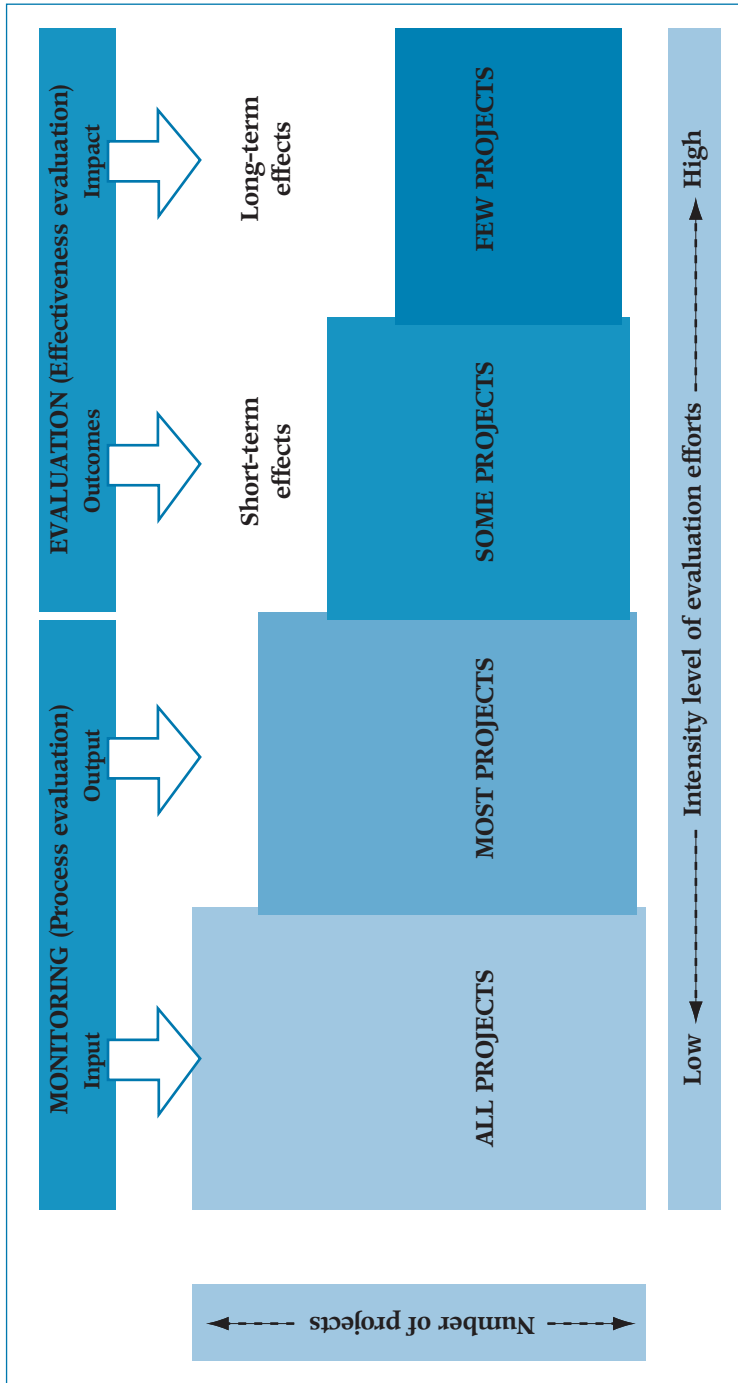 MONITORING (Process evaluation)
Input
Output
EVALUATION (Effectiveness evaluation)
Outcomes
Impact
Short-term
effects
Long-term
effects
ALL PROJECTS
MOST PROJECTS
SOME PROJECTS
FEW PROJECTS
Number of projects
Low
Intensity level of evaluation efforts
High